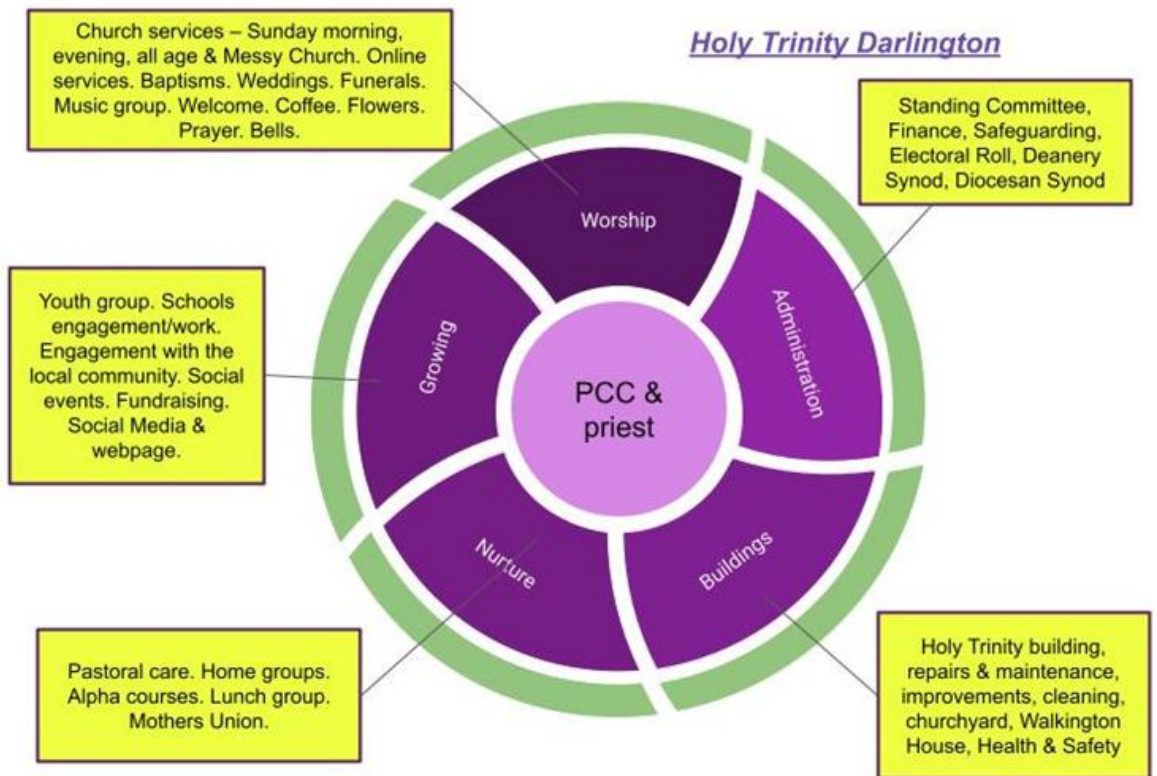 Holy Trinity Darlington
Church services – Sunday morning,
evening, all age & Messy Church. Online
services. Baptisms. Weddings. Funerals.
Music group. Welcome. Coffee. Flowers.
Prayer. Bells.
Standing Committee,
Finance, Safeguarding,
Electoral Roll, Deanery
Synod, Diocesan Synod
Worship
Administration
Youth group. Schools
engagement/work.
Engagement with the
local community. Social
events. Fundraising.
Social Media &
webpage.
Growing
PCC &
priest
Nurture
Buildings
Pastoral care. Home groups.
Alpha courses. Lunch group.
Mothers Union.
Holy Trinity building,
repairs & maintenance,
improvements, cleaning,
churchyard, Walkington
House, Health & Safety